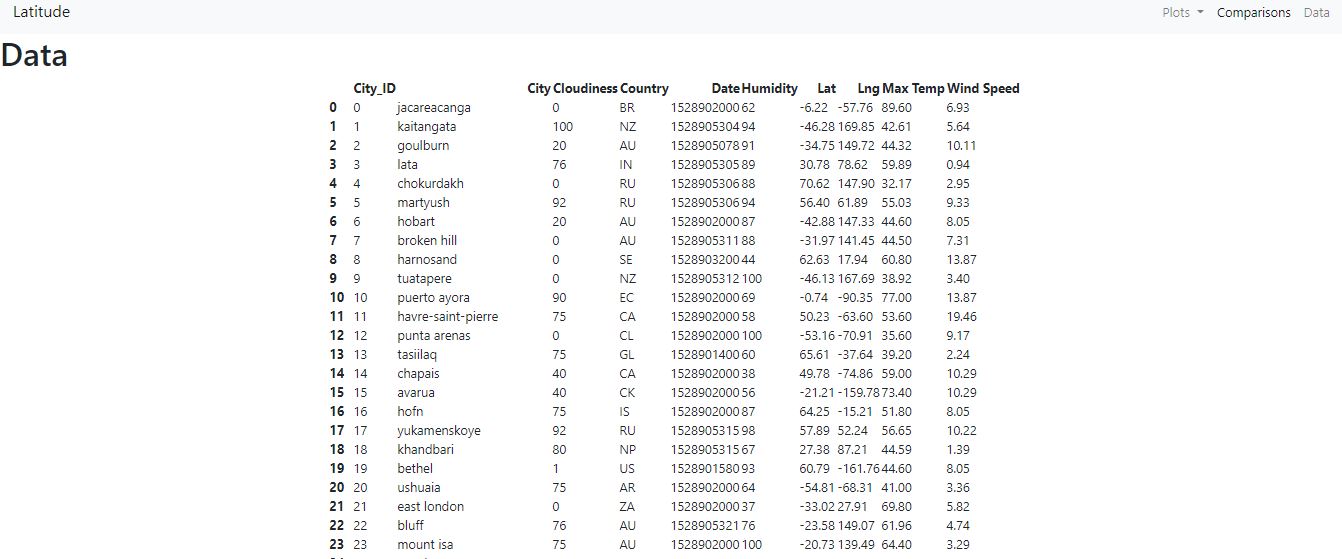 Latitude Plots Comparisons Data
Data
City_ID City Cloudiness Country Date Humidity Lat Lng Max Temp Wind Speed
0 0 jacareacanga 0 BR 1528902000 62 -6.22 -57.76 89.60 6.93
1 1 kaitangata 100 NZ 1528905304 94 -46.28 169.85 42.61 5.64
2 2 goulburn 20 AU 1528905078 91 -34.75 149.72 44.32 10.11
3 3 lata 76 IN 1528905305 89 30.78 78.62 59.89 0.94
4 4 chokurdakh 0 RU 1528905306 88 70.62 147.90 32.17 2.95
5 5 martyush 92 RU 1528905306 94 56.40 61.89 55.03 9.33
6 6 hobart 20 AU 1528902000 87 -42.88 147.33 44.60 8.05
7 7 broken hill 0 AU 1528905311 88 -31.97 141.45 44.50 7.31
8 8 harnosand 0 SE 1528903200 44 62.63 17.94 60.80 13.87
9 9 tuatapere 0 NZ 1528905312 100 -46.13 167.69 38.92 3.40
10 10 puerto ayora 90 EC 1528902000 69 -0.74 -90.35 77.00 13.87
11 11 havre-saint-pierre 75 CA 1528902000 58 50.23 -63.60 53.60 19.46
12 12 punta arenas 0 CL 1528902000 100 -53.16 -70.91 35.60 9.17
13 13 tasiilaq 75 GL 1528901400 60 65.61 -37.64 39.20 2.24
14 14 chapais 40 CA 1528902000 38 49.78 -74.86 59.00 10.29
15 15 avarua 40 CK 1528902000 56 -21.21 -159.78 73.40 10.29
16 16 hofn 75 IS 1528902000 87 64.25 -15.21 51.80 8.05
17 17 yukamenskoye 92 RU 1528905315 98 57.89 52.24 56.65 10.22
18 18 khandbari 80 NP 1528905315 67 27.38 87.21 44.59 1.39
19 19 bethel 1 US 1528901580 93 60.79 -161.76 44.60 8.05
20 20 ushuaia 75 AR 1528902000 64 -54.81 -68.31 41.00 3.36
21 21 east london 0 ZA 1528902000 37 -33.02 27.91 69.80 5.82
22 22 bluff 76 AU 1528905321 76 -23.58 149.07 61.96 4.74
23 23 mount isa 75 AU 1528902000 100 -20.73 139.49 64.40 3.29